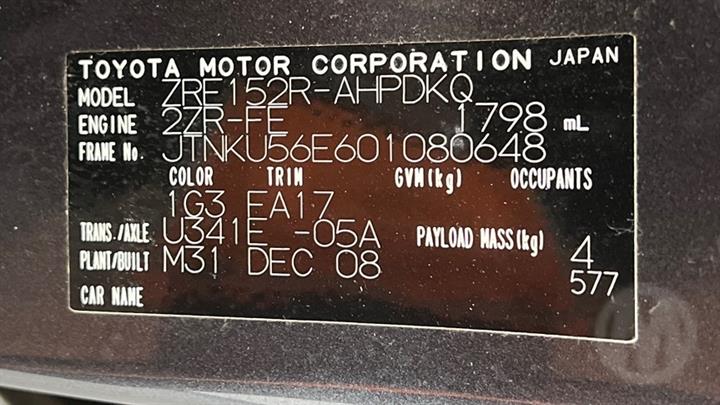 TOYOTA MOTOR CORPORATION JAPAN
MODEL ZRE152R-AHPDKQ
ENGINE 2ZR-FE 1798 mL
FRAME No. JTNKU56E601080648
COLOR TRIM GVM(kg) OCCUPANTS
1G3 EA17
TRANS./AXLE U341E -05A PAYLOAD MASS(kg) 4
PLANT/BUILT M31 DEC 08 577
CAR NAME